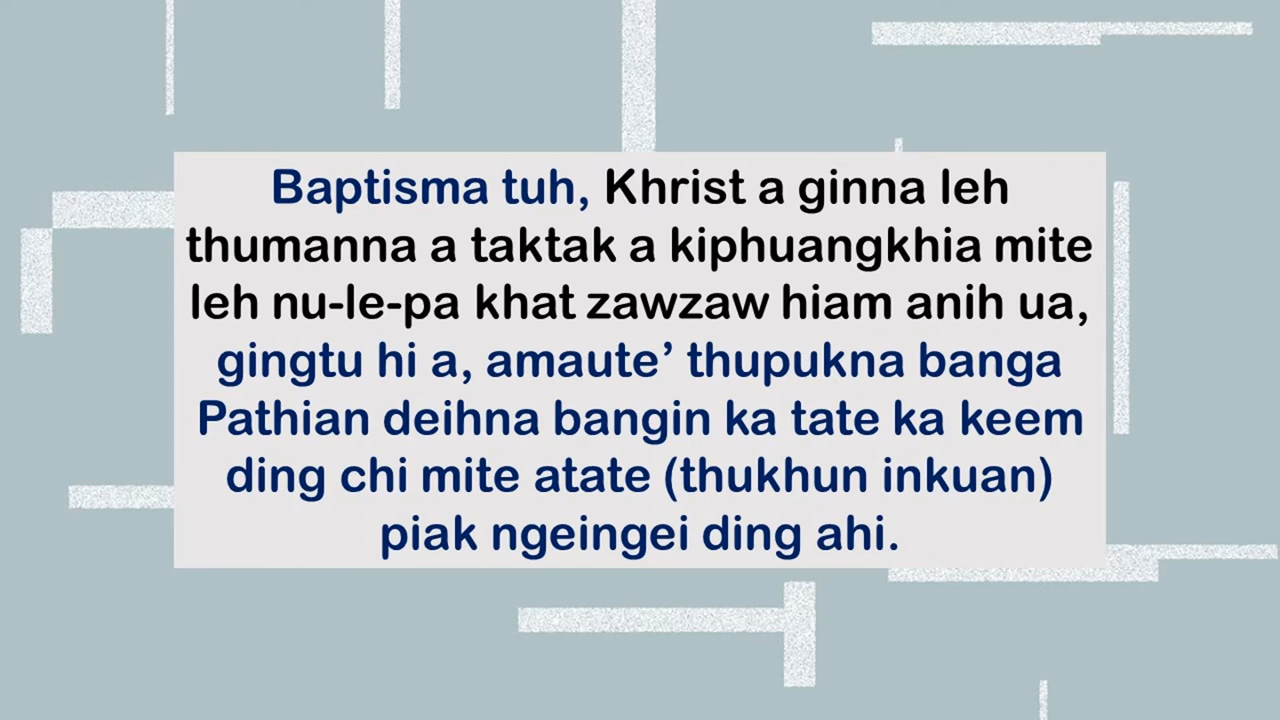 Baptisma tuh, Khrist a ginna leh
thumanna a taktak a kiphuangkhia mite
leh nu-le-pa khat zawzaw hiam anih ua,
gingtu hi a, amaute’ thupukna banga
Pathian deihna bangin ka tate ka keem
ding chi mite atate (thukhun inkuan)
piak ngeingei ding ahi.